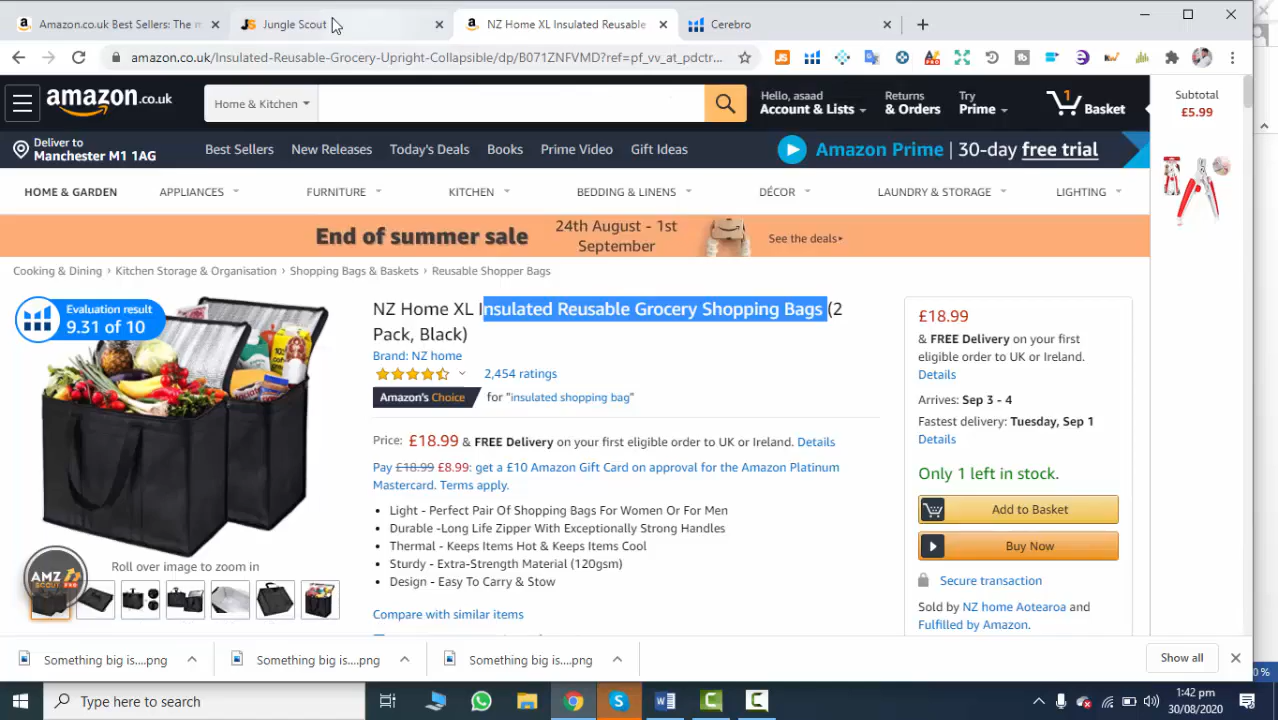 Amazon.co.uk Best Sellers: The m
Jungle Scout
NZ Home XL Insulated Reusable
Cerebro
amazon.co.uk/Insulated-Reusable-Grocery-Upright-Collapsible/dp/B071ZNFVMD?ref=pf_vv_at_pdctr...
amazon.co.uk
Home & Kitchen
Hello, asaad
Account & Lists
Returns
& Orders
Try
Prime
1
Basket
Subtotal
£5.99
Deliver to
Manchester M1 1AG
Best Sellers
New Releases
Today's Deals
Books
Prime Video
Gift Ideas
Amazon Prime | 30-day free trial
HOME & GARDEN
APPLIANCES
FURNITURE
KITCHEN
BEDDING & LINENS
DÉCOR
LAUNDRY & STORAGE
LIGHTING
End of summer sale
24th August - 1st
September
See the deals▸
Cooking & Dining › Kitchen Storage & Organisation › Shopping Bags & Baskets › Reusable Shopper Bags
Evaluation result
9.31 of 10
NZ Home XL Insulated Reusable Grocery Shopping Bags (2
Pack, Black)
Brand: NZ home
2,454 ratings
Amazon's Choice for "insulated shopping bag"
Price: £18.99 & FREE Delivery on your first eligible order to UK or Ireland. Details
Pay £18.99 £8.99: get a £10 Amazon Gift Card on approval for the Amazon Platinum
Mastercard. Terms apply.
• Light - Perfect Pair Of Shopping Bags For Women Or For Men
• Durable -Long Life Zipper With Exceptionally Strong Handles
• Thermal - Keeps Items Hot & Keeps Items Cool
• Sturdy - Extra-Strength Material (120gsm)
• Design - Easy To Carry & Stow
Compare with similar items
AMZ
SCOUT
PRO
Roll over image to zoom in
£18.99
& FREE Delivery on your first
eligible order to UK or Ireland.
Details
Arrives: Sep 3 - 4
Fastest delivery: Tuesday, Sep 1
Details
Only 1 left in stock.
Add to Basket
Buy Now
Secure transaction
Sold by NZ home Aotearoa and
Fulfilled by Amazon.
Something big is....png
Something big is....png
Something big is....png
Show all
Type here to search
1:42 pm
30/08/2020